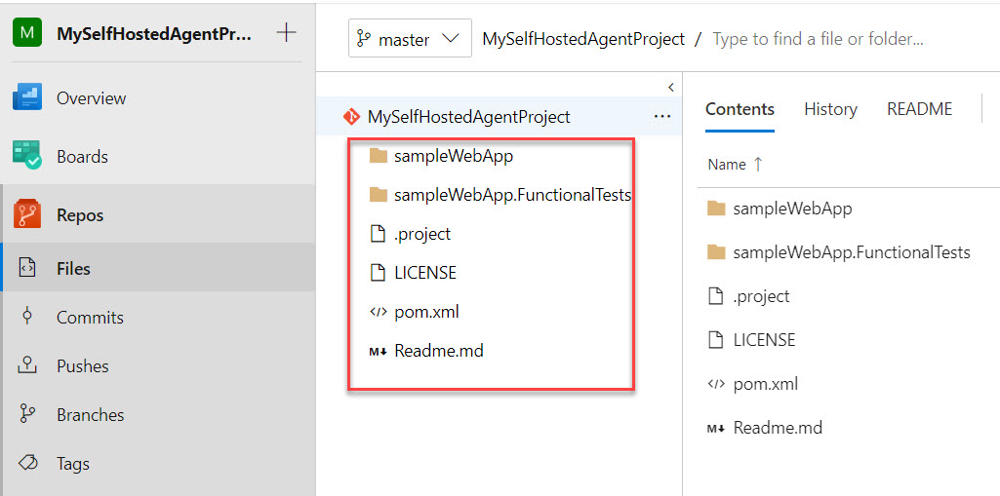 M MySelfHostedAgentPr... +
Overview
Boards
Repos
Files
Commits
Pushes
Branches
Tags
master MySelfHostedAgentProject / Type to find a file or folder...
MySelfHostedAgentProject ...
sampleWebApp
sampleWebApp.FunctionalTests
.project
LICENSE
pom.xml
Readme.md
Contents History README
Name ↑
sampleWebApp
sampleWebApp.FunctionalTests
.project
LICENSE
pom.xml
Readme.md